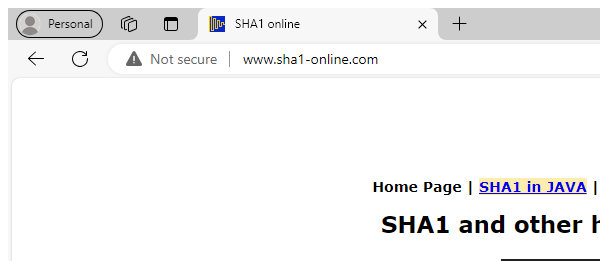 Personal
SHA1 online
Not secure
www.sha1-online.com
Home Page | SHA1 in JAVA |
SHA1 and other h